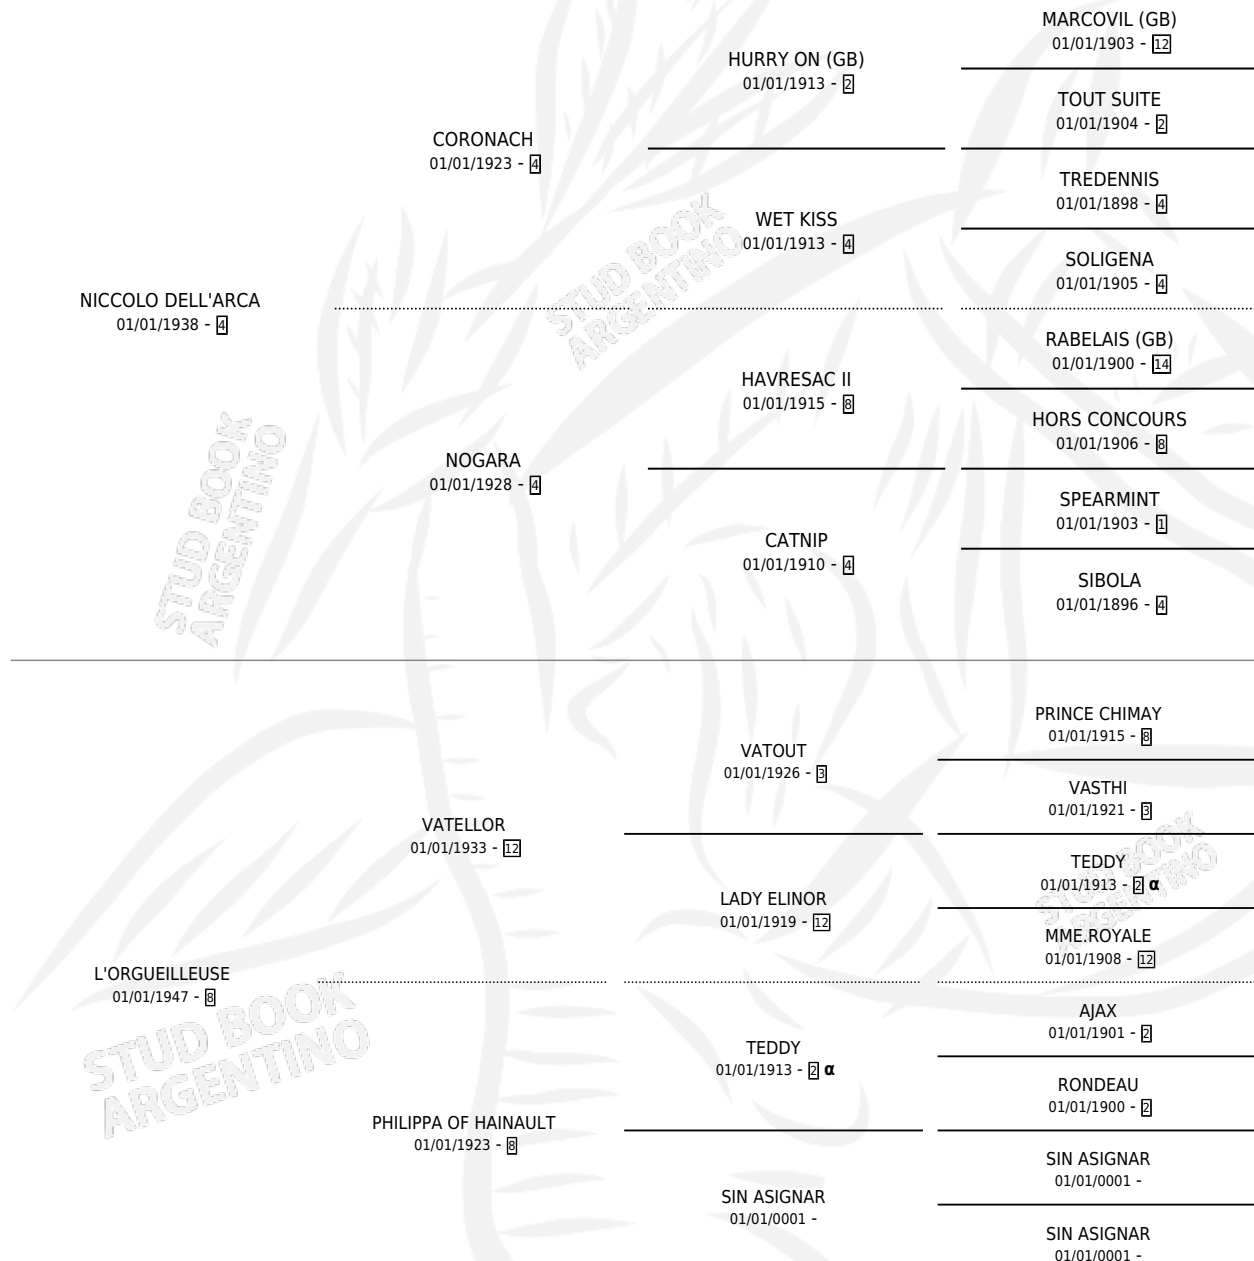 MARCOVIL (GB)
01/01/1903 - 12
HURRY ON (GB)
01/01/1913 - 2
TOUT SUITE
01/01/1904 - 2
CORONACH
01/01/1923 - 4
TREDENNIS
01/01/1898 - 4
WET KISS
01/01/1913 - 4
SOLIGENA
01/01/1905 - 4
NICCOLO DELL'ARCA
01/01/1938 - 4
RABELAIS (GB)
01/01/1900 - 14
HAVRESAC II
01/01/1915 - 8
HORS CONCOURS
01/01/1906 - 8
NOGARA
01/01/1928 - 4
SPEARMINT
01/01/1903 - 1
CATNIP
01/01/1910 - 4
SIBOLA
01/01/1896 - 4
PRINCE CHIMAY
01/01/1915 - 8
VATOUT
01/01/1926 - 3
VASTHI
01/01/1921 - 3
VATELLOR
01/01/1933 - 12
TEDDY
01/01/1913 - 2 α
LADY ELINOR
01/01/1919 - 12
MME.ROYALE
01/01/1908 - 12
L'ORGUEILLEUSE
01/01/1947 - 8
AJAX
01/01/1901 - 2
TEDDY
01/01/1913 - 2 α
RONDEAU
01/01/1900 - 2
PHILIPPA OF HAINAULT
01/01/1923 - 8
SIN ASIGNAR
01/01/0001 -
SIN ASIGNAR
01/01/0001 -
SIN ASIGNAR
01/01/0001 -
STUD BOOK
ARGENTINO
STUD BOOK
ARGENTINO
STUD BOOK
ARGENTINO
STUD BOOK
ARGENTINO